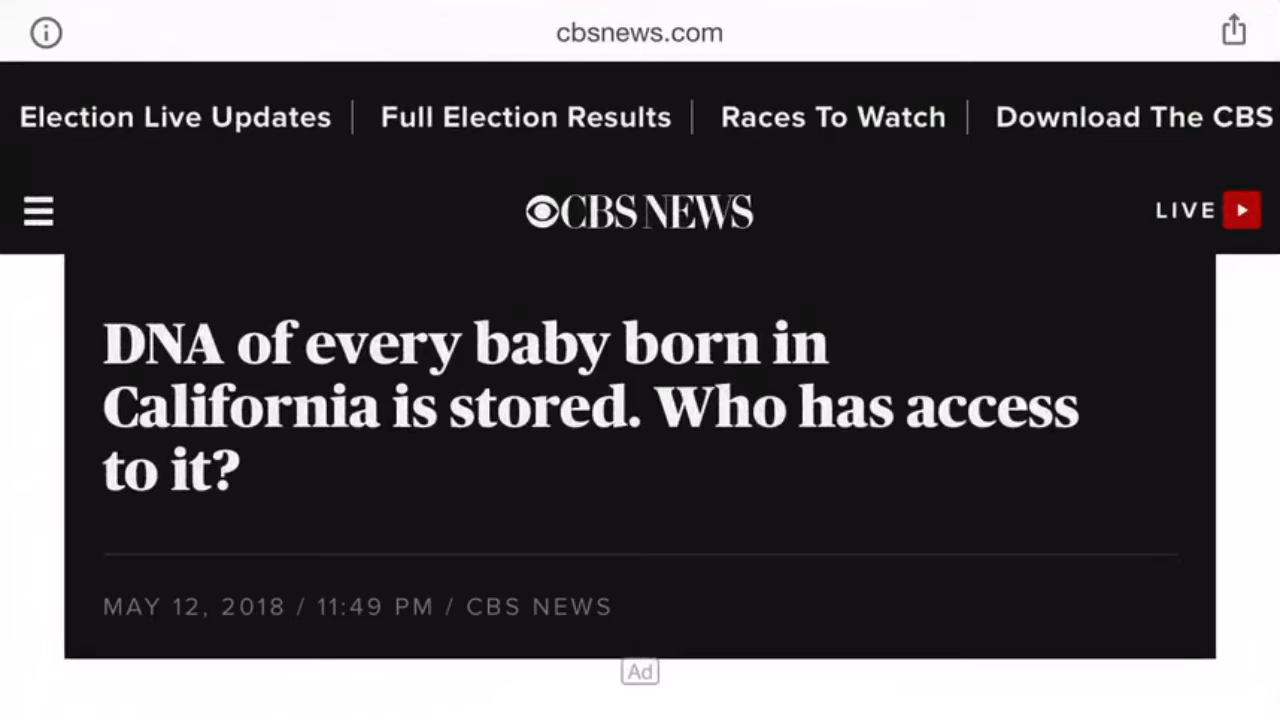 cbsnews.com
Election Live Updates | Full Election Results | Races To Watch | Download The CBS
CBS NEWS
LIVE
DNA of every baby born in
California is stored. Who has access
to it?
MAY 12, 2018 / 11:49 PM / CBS NEWS
Ad